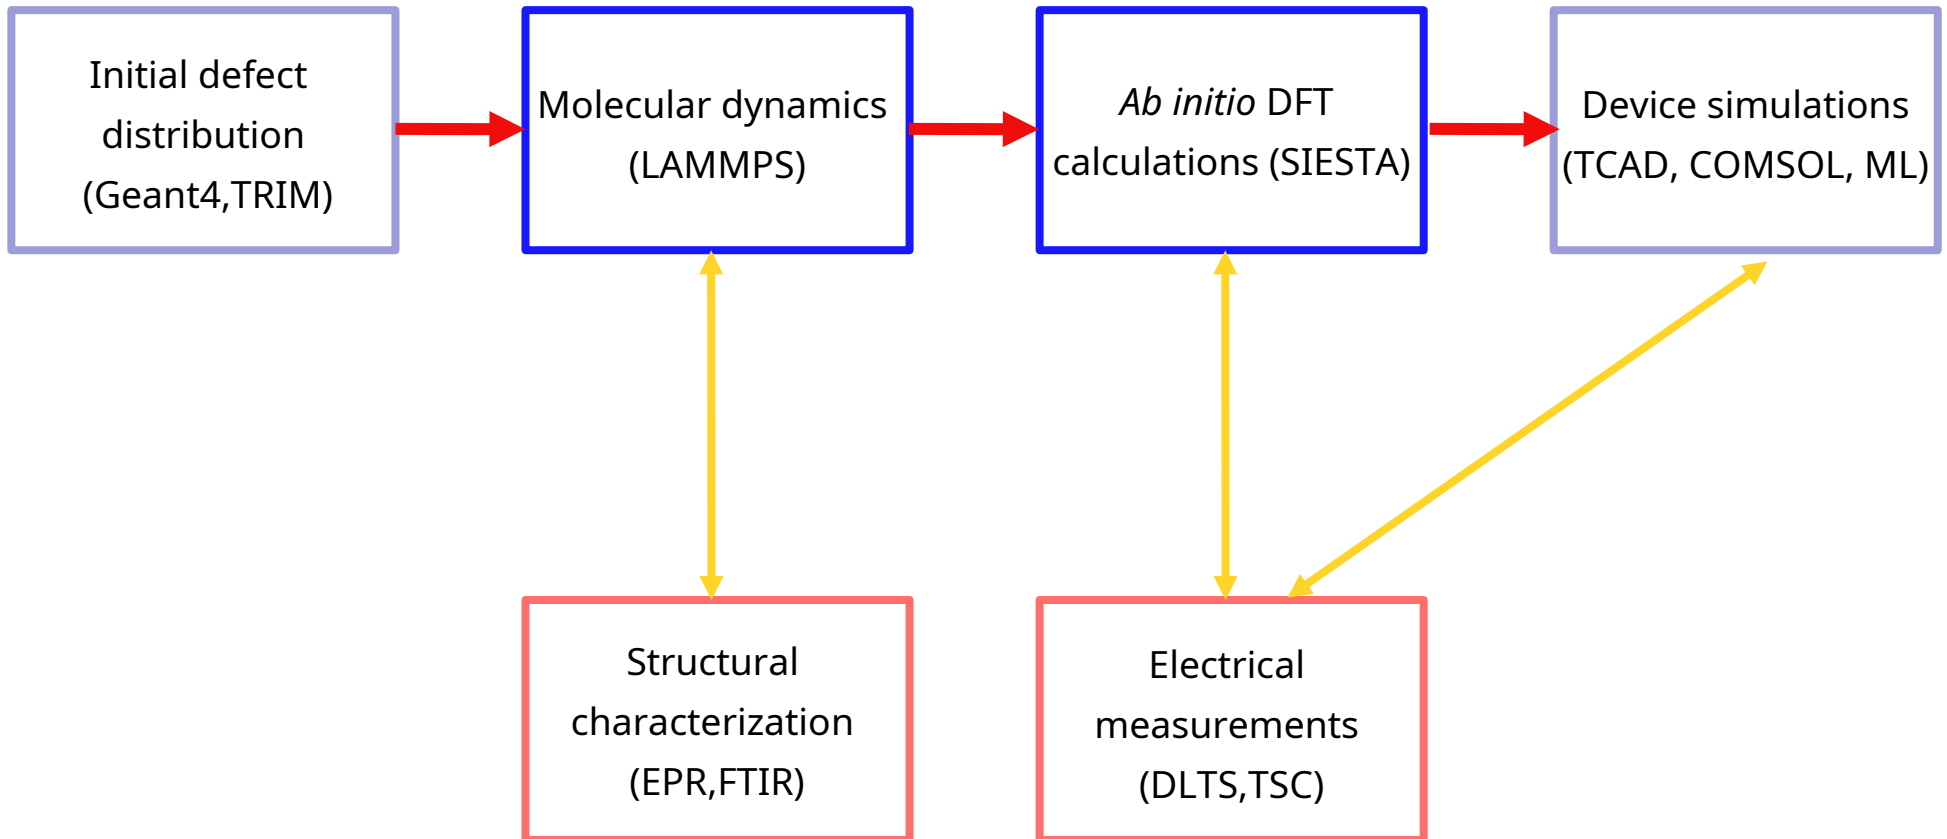 Initial defect
distribution
(Geant4,TRIM)
Molecular dynamics
(LAMMPS)
Ab initio DFT
calculations (SIESTA)
Device simulations
(TCAD, COMSOL, ML)
Structural
characterization
(EPR,FTIR)
Electrical
measurements
(DLTS,TSC)